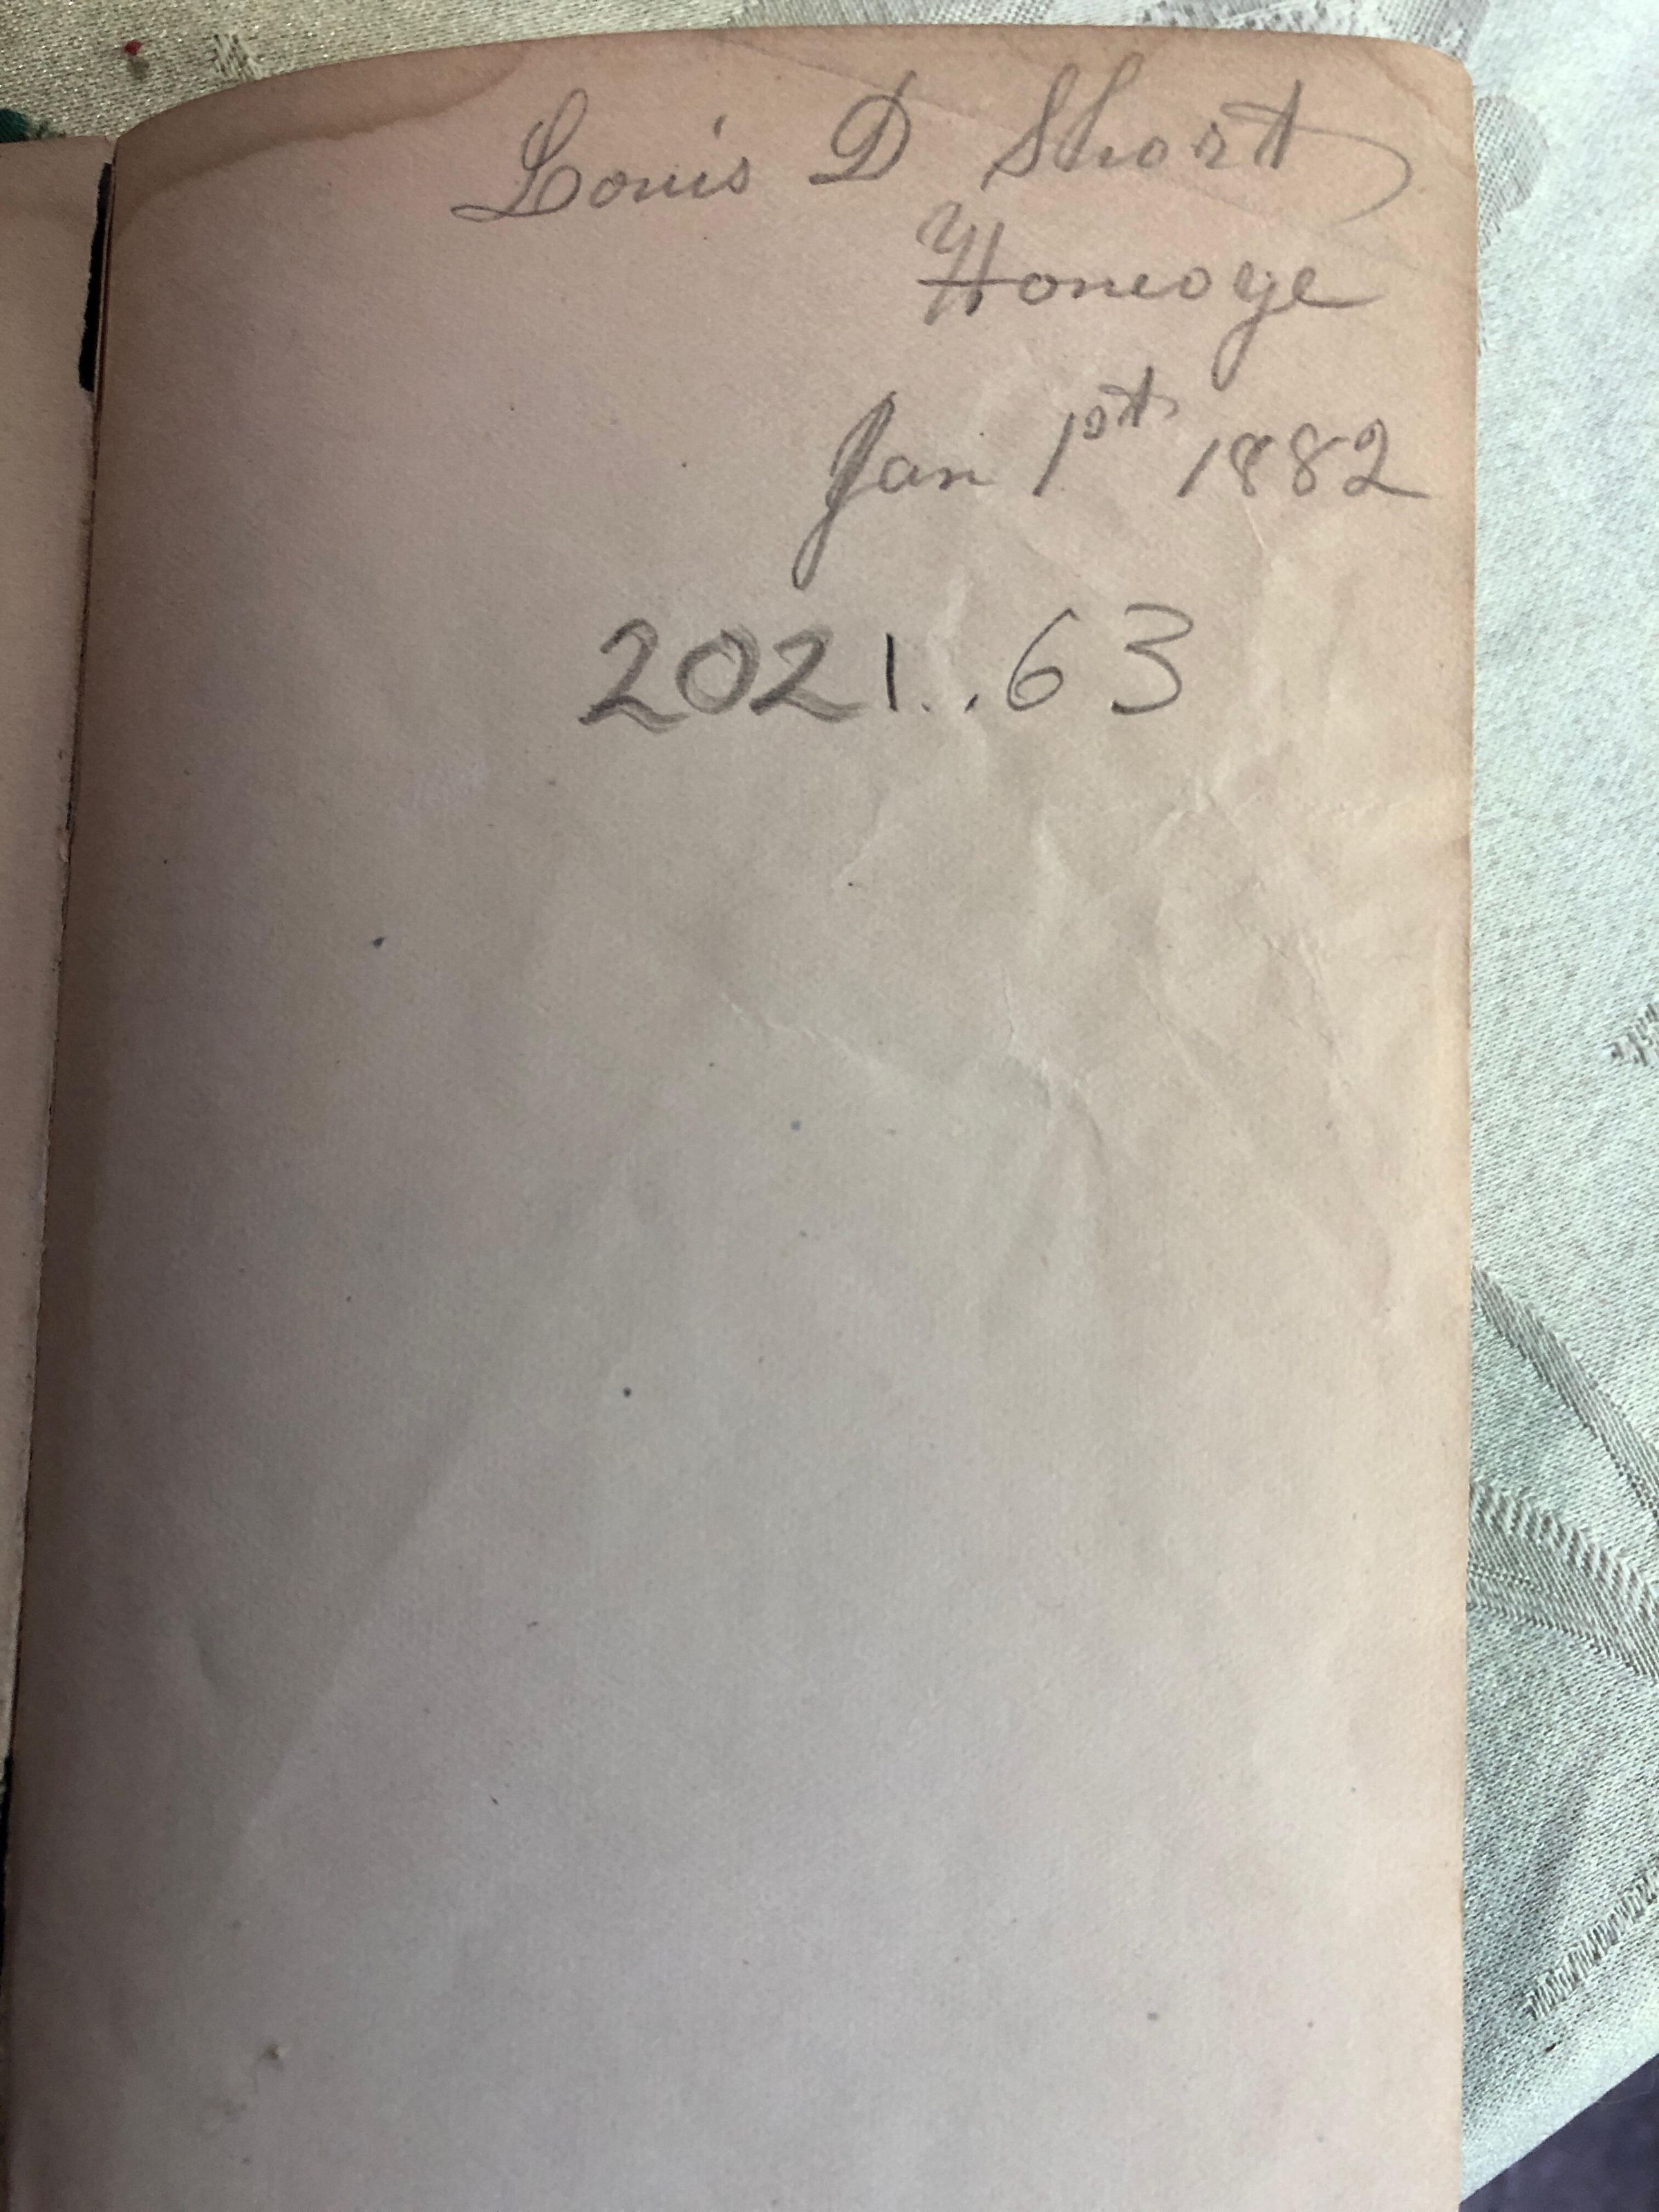 Louis D Short
Honeoye
Jan 1st 1882
2021..63